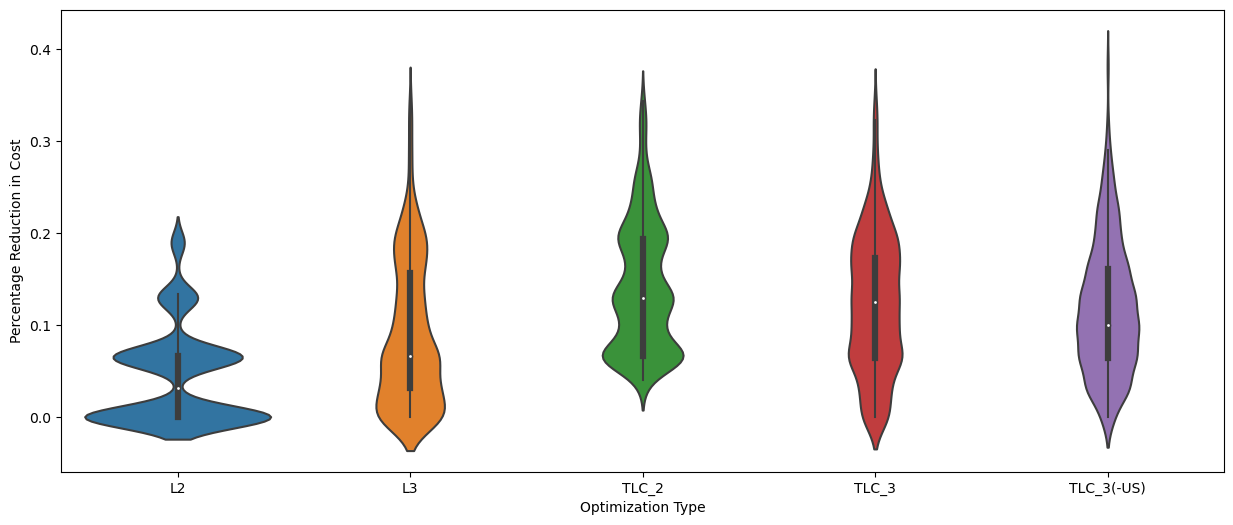 0.4
0.3
0.2
0.1
0.0
Percentage Reduction in Cost
L2 L3 TLC_2 TLC_3 TLC_3(-US)
Optimization Type